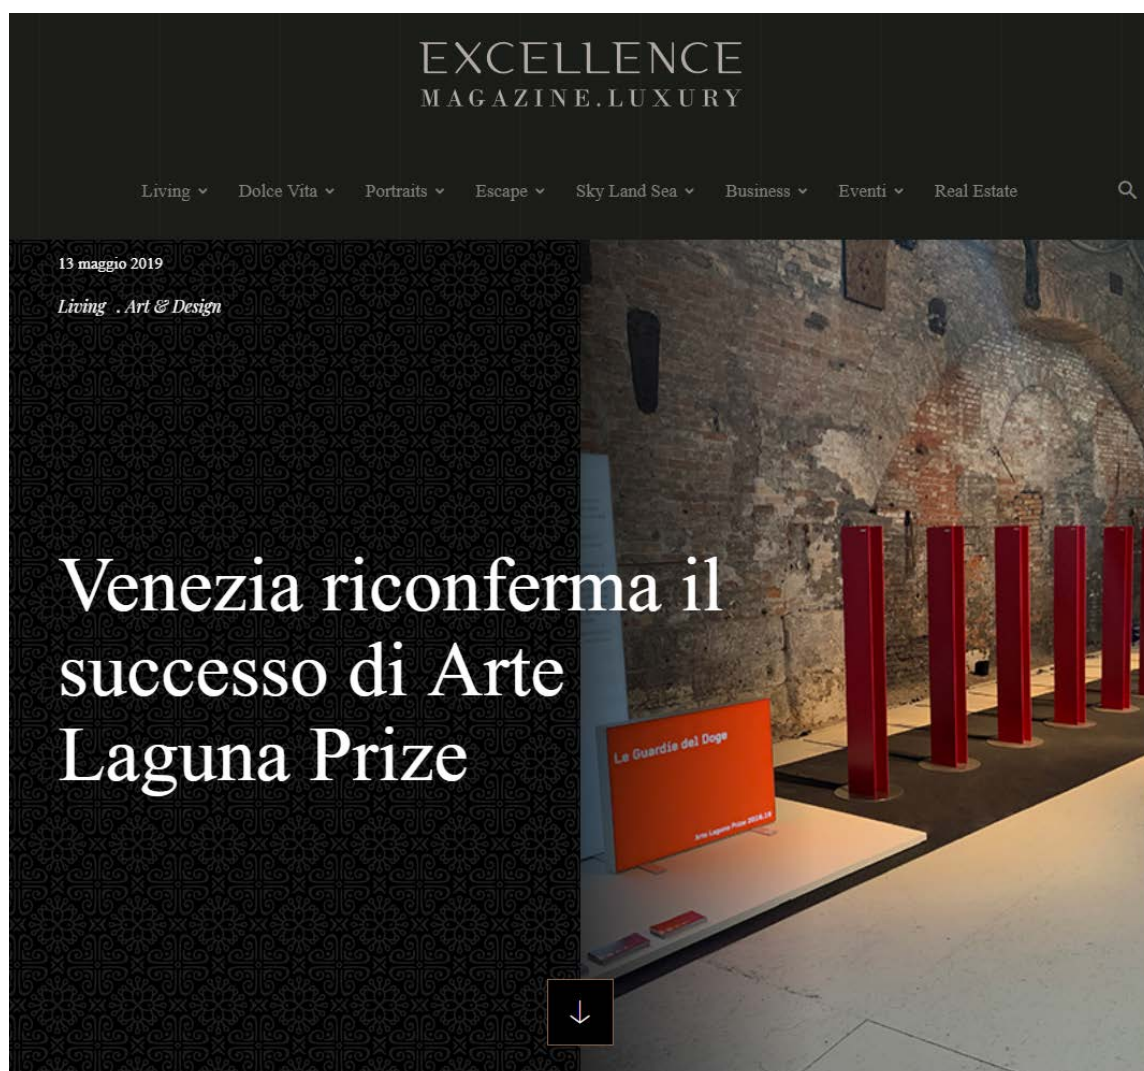 EXCELLENCE
MAGAZINE.LUXURY
Living Dolce Vita Portraits Escape Sky Land Sea Business Eventi Real Estate
13 maggio 2019
Living . Art & Design
Venezia riconferma il
successo di Arte
Laguna Prize
Le Guardie del Doge
Arte Laguna Prize 2018.19